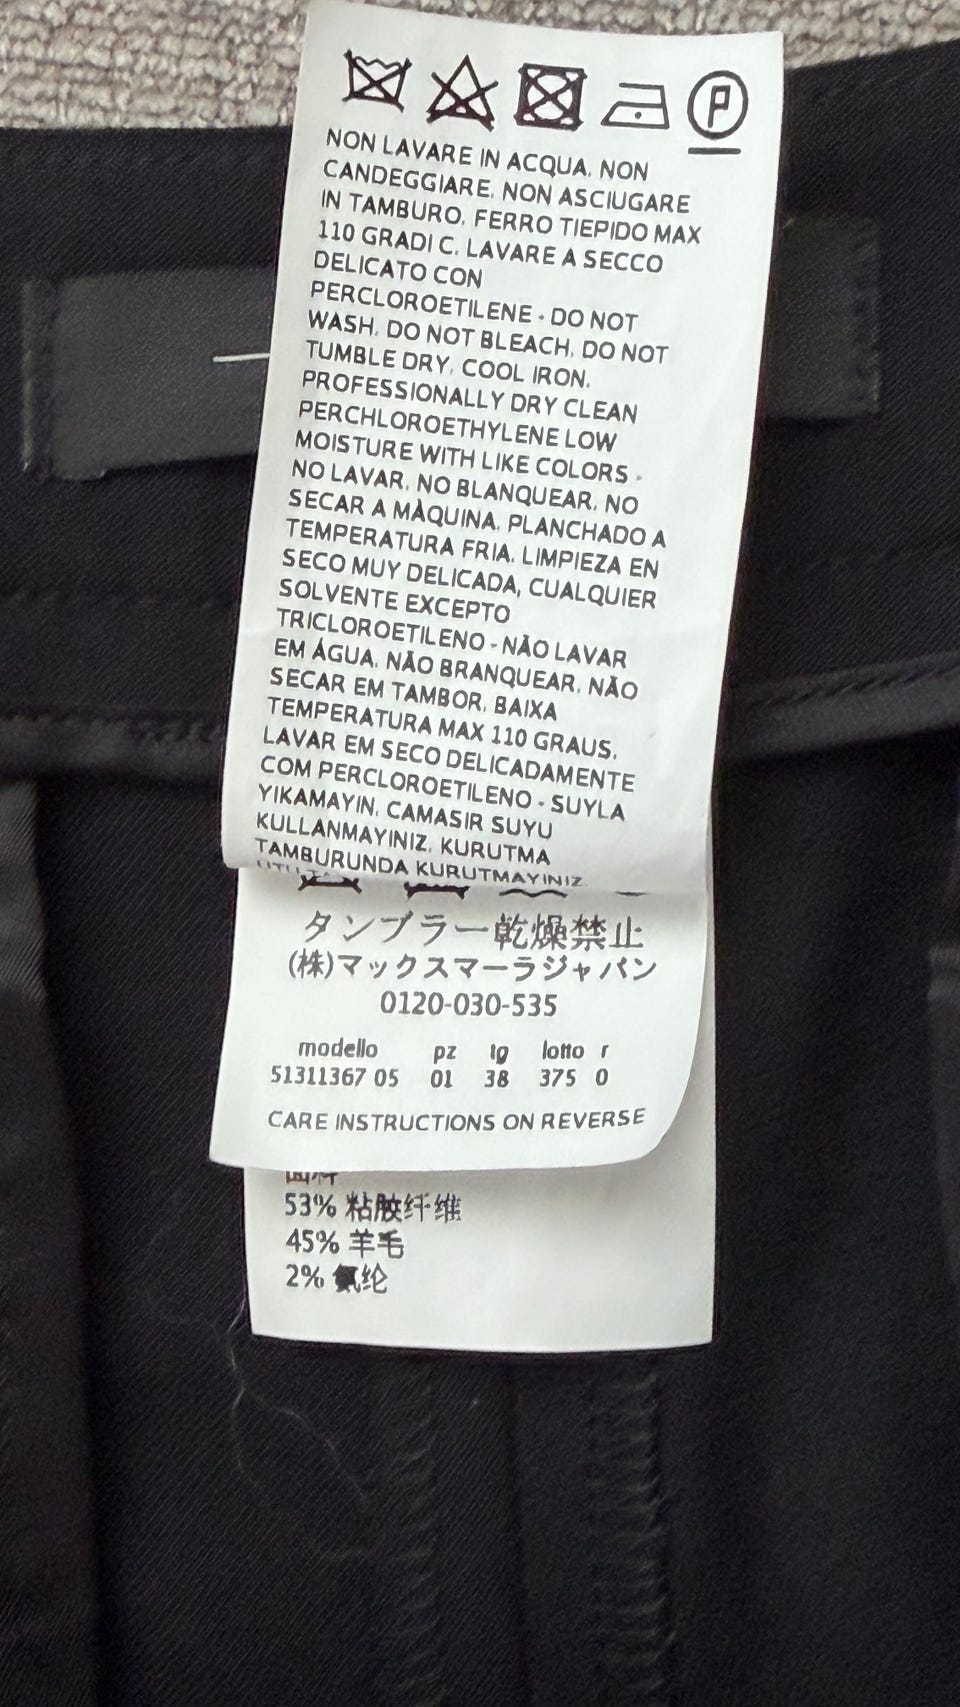 P
NON LAVARE IN ACQUA. NON
CANDEGGIARE. NON ASCIUGARE
IN TAMBURO. FERRO TIEPIDO MAX
110 GRADI C. LAVARE A SECCO
DELICATO CON
PERCLOROETILENE - DO NOT
WASH. DO NOT BLEACH. DO NOT
TUMBLE DRY. COOL IRON.
PROFESSIONALLY DRY CLEAN
PERCHLOROETHYLENE LOW
MOISTURE WITH LIKE COLORS -
NO LAVAR. NO BLANQUEAR. NO
SECAR A MÀQUINA. PLANCHADO A
TEMPERATURA FRIA. LIMPIEZA EN
SECO MUY DELICADA, CUALQUIER
SOLVENTE EXCEPTO
TRICLOROETILENO - NÃO LAVAR
EM ÁGUA. NÃO BRANQUEAR. NÃO
SECAR EM TAMBOR. BAIXA
TEMPERATURA MAX 110 GRAUS.
LAVAR EM SECO DELICADAMENTE
COM PERCLOROETILENO - SUYLA
YIKAMAYIN. CAMASIR SUYU
KULLANMAYINIZ. KURUTMA
TAMBURUNDA KURUTMAYINIZ.
タンブラー乾燥禁止
(株)マックスマーラジャパン
0120-030-535
modello pz tg lotto r
51311367 05 01 38 375 0
CARE INSTRUCTIONS ON REVERSE
面料
53% 粘胶纤维
45% 羊毛
2% 氨纶